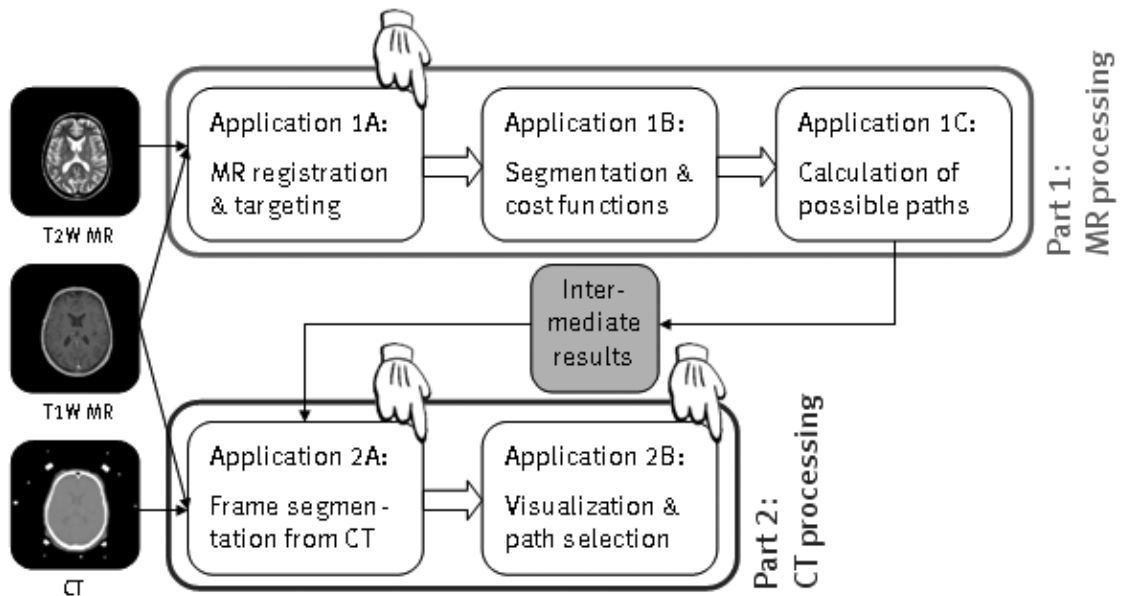 T2W MR
T1W MR
CT
Application 1A:
MR registration
& targeting
Application 1B:
Segmentation &
cost functions
Application 1C:
Calculation of
possible paths
Part 1:
MR processing
Inter-
mediate
results
Application 2A:
Frame segmen-
tation from CT
Application 2B:
Visualization &
path selection
Part 2:
CT processing